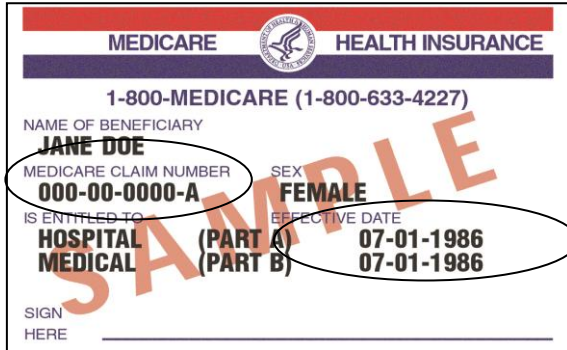 MEDICARE HEALTH INSURANCE
1-800-MEDICARE (1-800-633-4227)
NAME OF BENEFICIARY
JANE DOE
MEDICARE CLAIM NUMBER SEX
000-00-0000-A FEMALE
IS ENTITLED TO EFFECTIVE DATE
HOSPITAL (PART A) 07-01-1986
MEDICAL (PART B) 07-01-1986
SAMPLE
SIGN
HERE